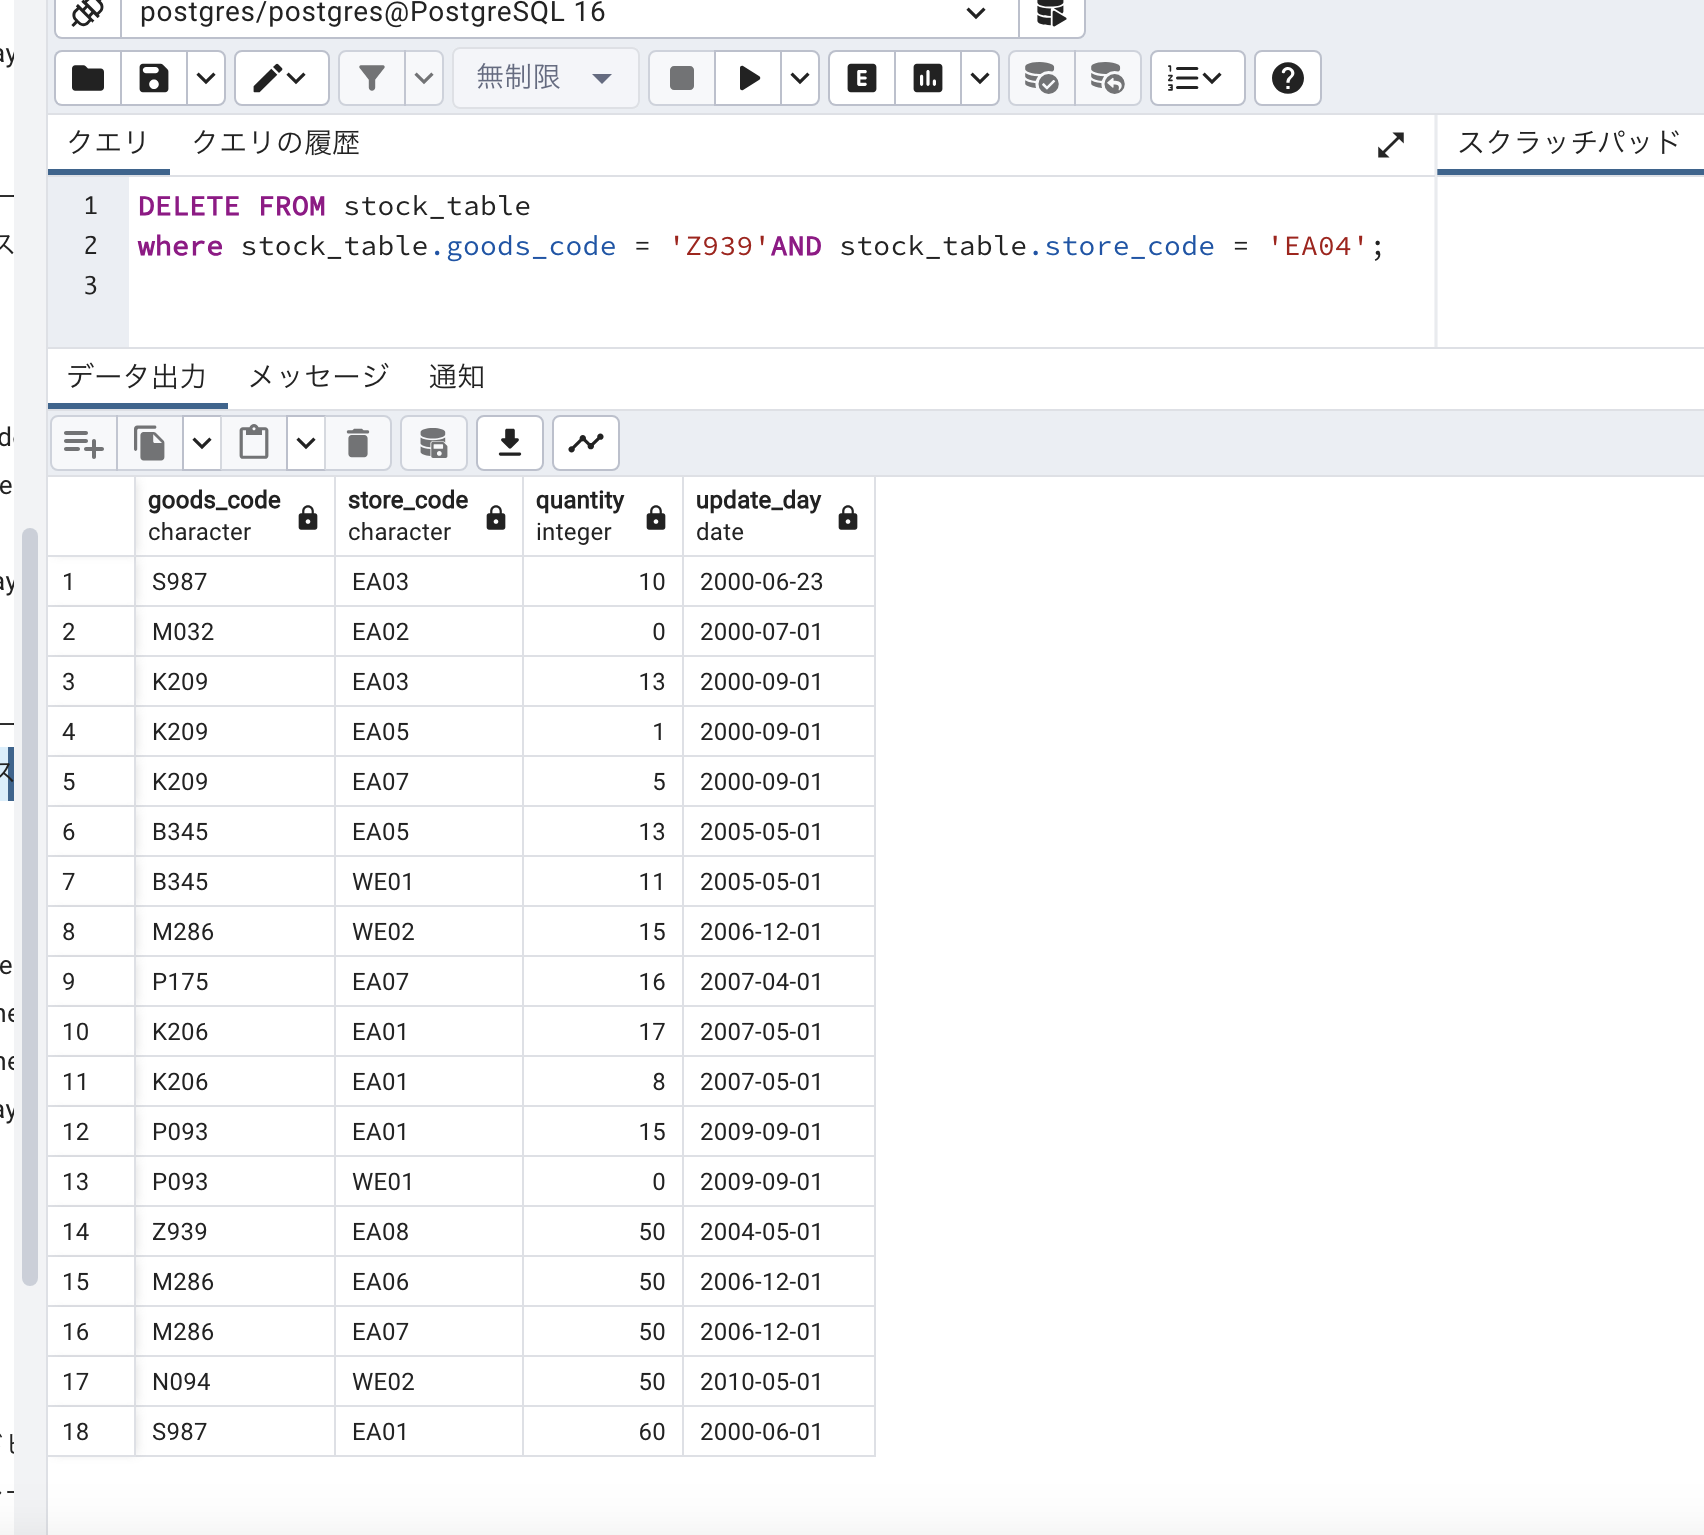 postgres/postgres@PostgreSQL 16
無制限
E
クエリ クエリの履歴
スクラッチパッド
1 DELETE FROM stock_table
2 where stock_table.goods_code = 'Z939'AND stock_table.store_code = 'EA04';
3
データ出力 メッセージ 通知
goods_code store_code quantity update_day
character character integer date
1 S987 EA03 10 2000-06-23
2 M032 EA02 0 2000-07-01
3 K209 EA03 13 2000-09-01
4 K209 EA05 1 2000-09-01
5 K209 EA07 5 2000-09-01
6 B345 EA05 13 2005-05-01
7 B345 WE01 11 2005-05-01
8 M286 WE02 15 2006-12-01
9 P175 EA07 16 2007-04-01
10 K206 EA01 17 2007-05-01
11 K206 EA01 8 2007-05-01
12 P093 EA01 15 2009-09-01
13 P093 WE01 0 2009-09-01
14 Z939 EA08 50 2004-05-01
15 M286 EA06 50 2006-12-01
16 M286 EA07 50 2006-12-01
17 N094 WE02 50 2010-05-01
18 S987 EA01 60 2000-06-01